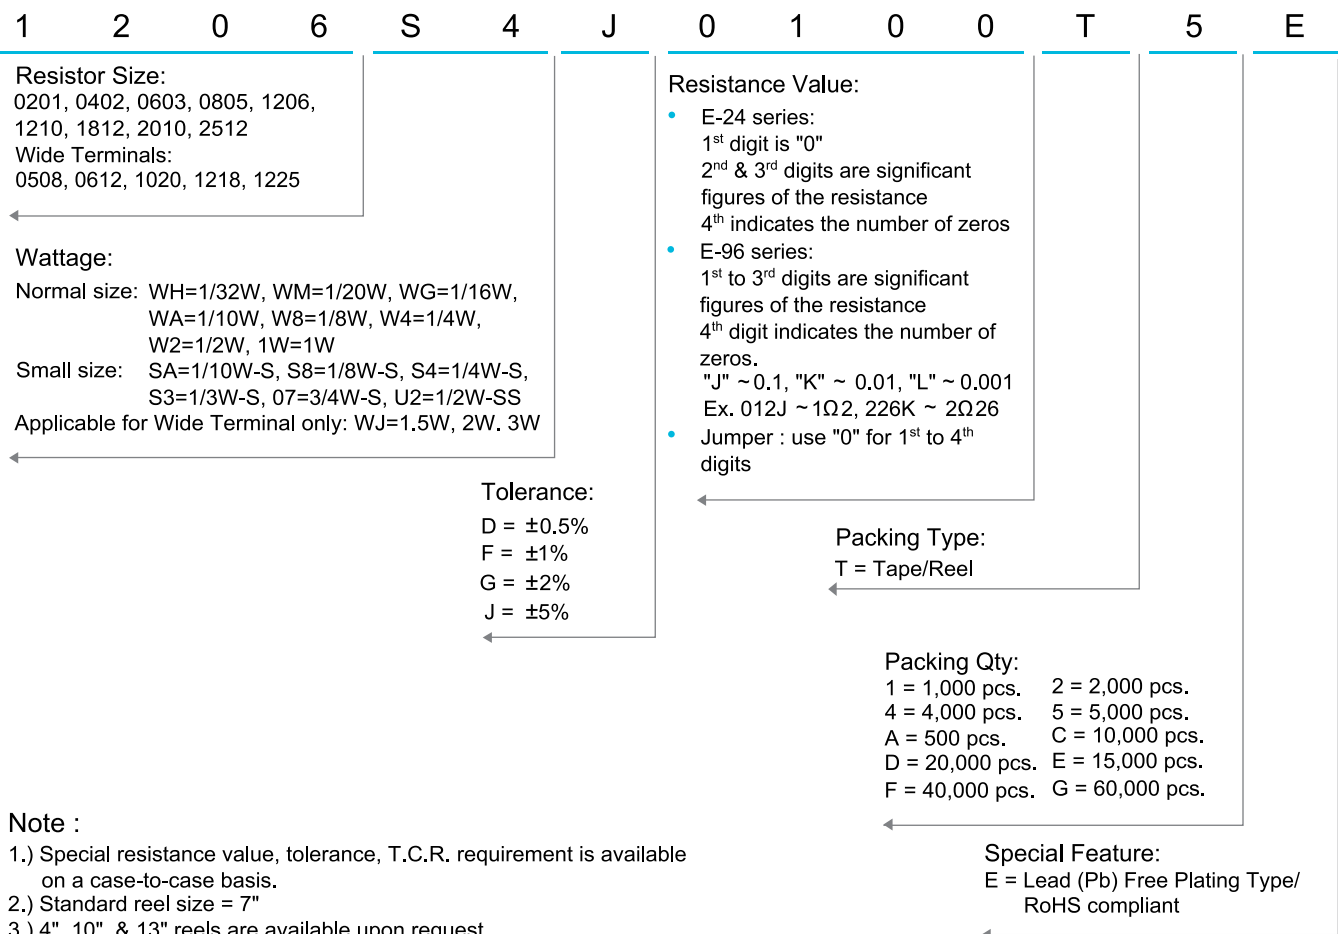 1 2 0 6 S 4 J 0 1 0 0 T 5 E
Resistor Size:
0201, 0402, 0603, 0805, 1206,
1210, 1812, 2010, 2512
Wide Terminals:
0508, 0612, 1020, 1218, 1225
Wattage:
Normal size: WH=1/32W, WM=1/20W, WG=1/16W,
WA=1/10W, W8=1/8W, W4=1/4W,
W2=1/2W, 1W=1W
Small size: SA=1/10W-S, S8=1/8W-S, S4=1/4W-S,
S3=1/3W-S, 07=3/4W-S, U2=1/2W-SS
Applicable for Wide Terminal only: WJ=1.5W, 2W. 3W
Tolerance:
D = ±0.5%
F = ±1%
G = ±2%
J = ±5%
Resistance Value:
• E-24 series:
1st digit is "0"
2nd & 3rd digits are significant
figures of the resistance
4th indicates the number of zeros
• E-96 series:
1st to 3rd digits are significant
figures of the resistance
4th digit indicates the number of
zeros.
"J" ~ 0.1, "K" ~ 0.01, "L" ~ 0.001
Ex. 012J ~ 1Ω2, 226K ~ 2Ω26
• Jumper : use "0" for 1st to 4th
digits
Packing Type:
T = Tape/Reel
Packing Qty:
1 = 1,000 pcs. 2 = 2,000 pcs.
4 = 4,000 pcs. 5 = 5,000 pcs.
A = 500 pcs. C = 10,000 pcs.
D = 20,000 pcs. E = 15,000 pcs.
F = 40,000 pcs. G = 60,000 pcs.
Special Feature:
E = Lead (Pb) Free Plating Type/
RoHS compliant
Note :
1.) Special resistance value, tolerance, T.C.R. requirement is available
on a case-to-case basis.
2.) Standard reel size = 7"
3.) 4", 10", & 13" reels are available upon request